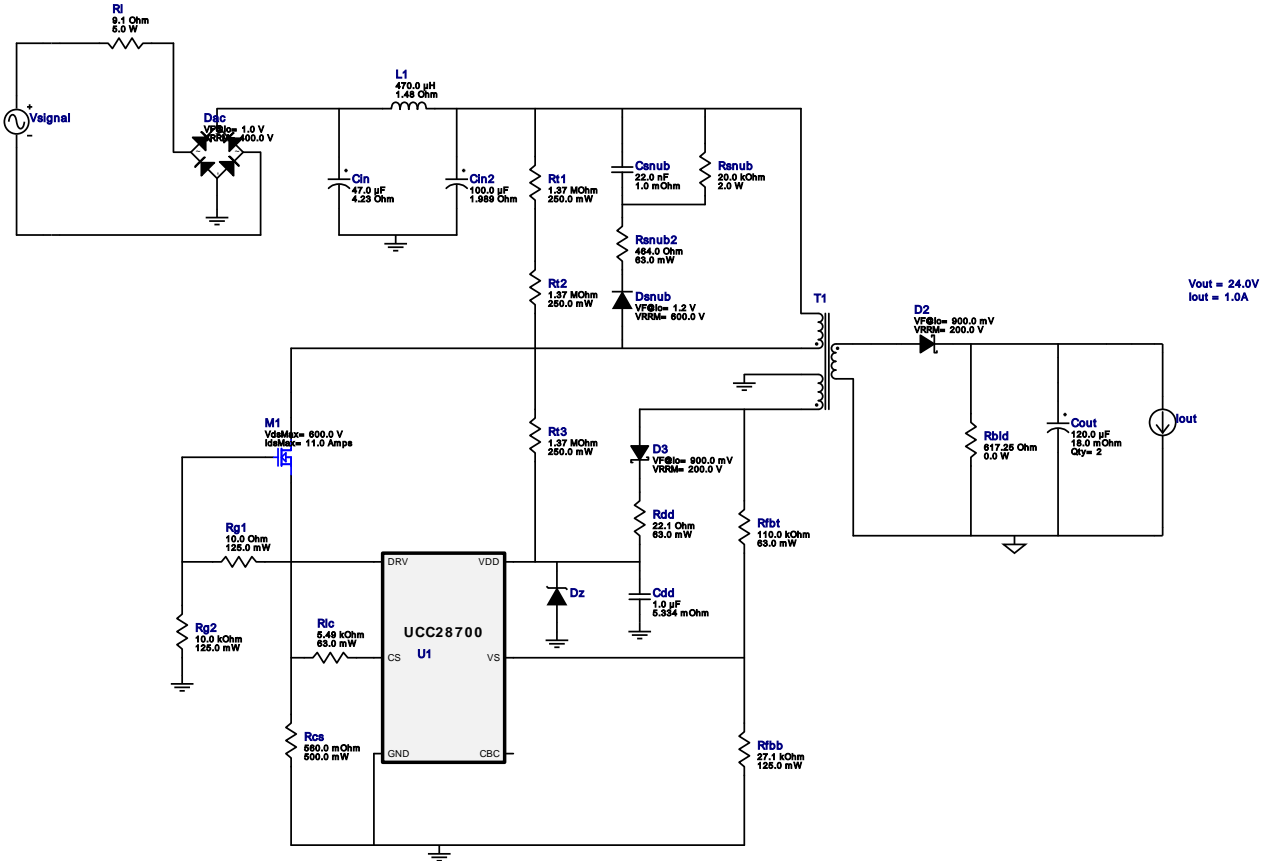 Rl
9.1 Ohm
5.0 W
Vsignal
Dac
VF@Io= 1.0 V
VRRM= 400.0 V
L1
470.0 µH
1.48 Ohm
Cin
47.0 µF
4.23 Ohm
Cin2
100.0 µF
1.989 Ohm
Rt1
1.37 MOhm
250.0 mW
Csnub
22.0 nF
1.0 mOhm
Rsnub
20.0 kOhm
2.0 W
Rsnub2
464.0 Ohm
63.0 mW
Rt2
1.37 MOhm
250.0 mW
Dsnub
VF@Io= 1.2 V
VRRM= 600.0 V
T1
Vout = 24.0V
Iout = 1.0A
D2
VF@Io= 900.0 mV
VRRM= 200.0 V
M1
VdsMax= 600.0 V
IdsMax= 11.0 Amps
Rt3
1.37 MOhm
250.0 mW
D3
VF@Io= 900.0 mV
VRRM= 200.0 V
Rbld
617.25 Ohm
0.0 W
Cout
120.0 µF
18.0 mOhm
Qty= 2
Iout
Rdd
22.1 Ohm
63.0 mW
Rfbt
110.0 kOhm
63.0 mW
Rg1
10.0 Ohm
125.0 mW
DRV
VDD
Dz
Cdd
1.0 µF
5.334 mOhm
Rg2
10.0 kOhm
125.0 mW
Rlc
5.49 kOhm
63.0 mW
UCC28700
U1
CS
VS
Rcs
560.0 mOhm
500.0 mW
GND
CBC
Rfbb
27.1 kOhm
125.0 mW